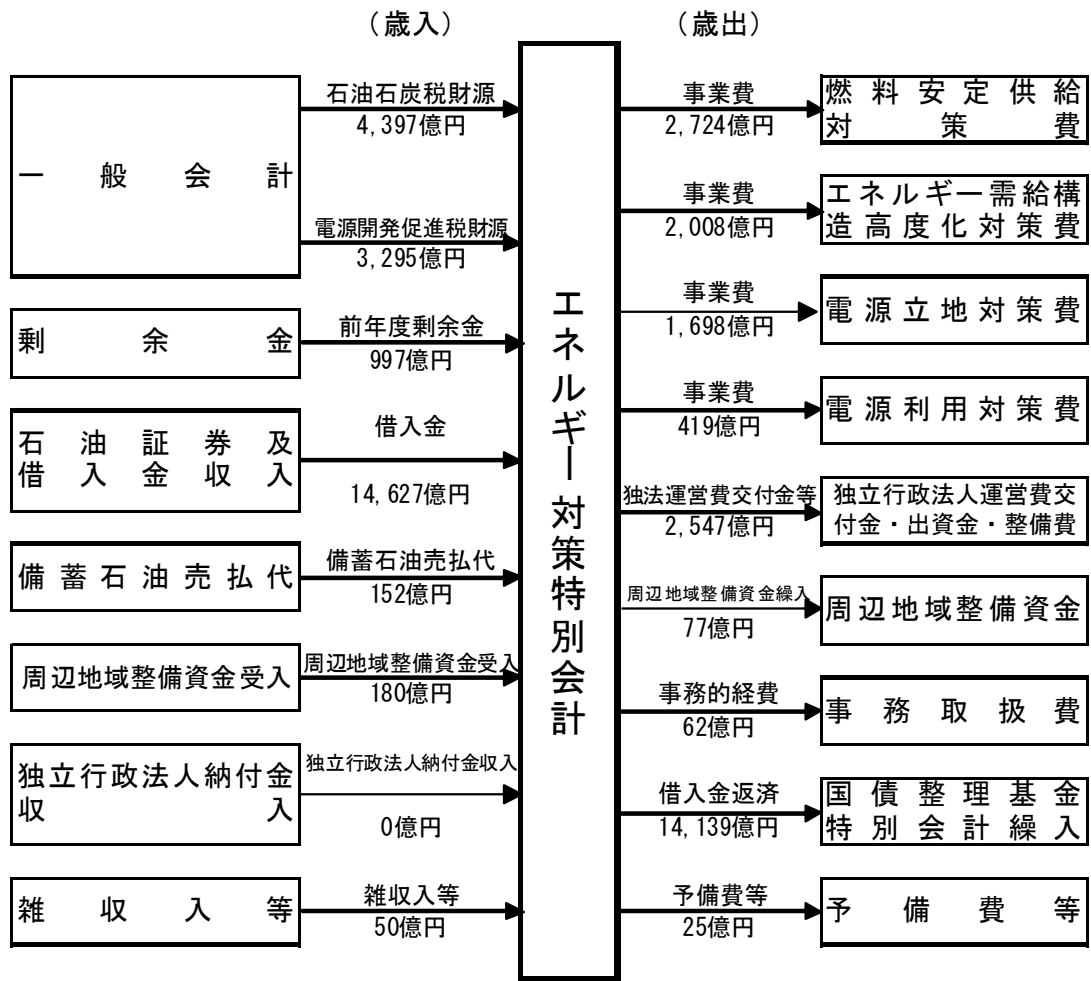 （歳入）
（歳出）
一般会計
石油石炭税財源
4,397億円
電源開発促進税財源
3,295億円
剰余金
前年度剰余金
997億円
石油証券及
借入金収入
借入金
14,627億円
備蓄石油売払代
備蓄石油売払代
152億円
周辺地域整備資金受入
周辺地域整備資金受入
180億円
独立行政法人納付金
収入
独立行政法人納付金収入
0億円
雑収入等
雑収入等
50億円
エネルギー対策特別会計
事業費
2,724億円
燃料安定供給
対策費
事業費
2,008億円
エネルギー需給構
造高度化対策費
事業費
1,698億円
電源立地対策費
事業費
419億円
電源利用対策費
独法運営費交付金等
2,547億円
独立行政法人運営費交
付金・出資金・整備費
周辺地域整備資金繰入
77億円
周辺地域整備資金
事務的経費
62億円
事務取扱費
借入金返済
14,139億円
国債整理基金
特別会計繰入
予備費等
25億円
予備費等